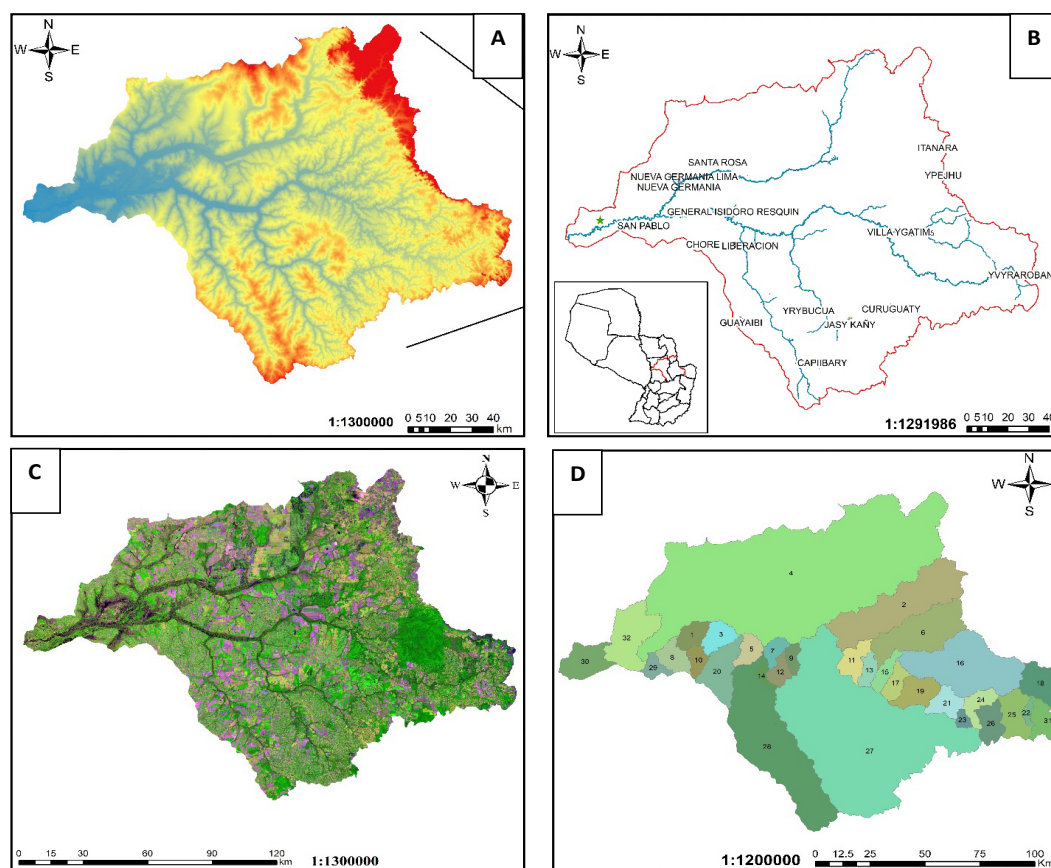 A
N
W E
S
1:1300000
0 5 10 20 30 40
km
B
N
W E
S
ITANARA
SANTA ROSA
YPEJHU
NUEVA GERMANIA LIMA
NUEVA GERMANIA
GENERAL ISIDORO RESQUIN
SAN PABLO
VILLA YGATIM
CHORE LIBERACION
YVYRAROBAN
YRYBUCUA
CURUGUATY
GUAYAIBI
JASY KAÑY
CAPIIBARY
1:1291986
0 5 10 20 30 40
KM
C
N
W E
S
0 15 30 60 90 120
km
1:1300000
D
N
W E
S
4
2
32
1
3
6
5
7
8
9
11
30
29
10
12
13
15
16
20
14
17
18
19
21
24
23
26
25
22
31
28
27
1:1200000
0 12.5 25 50 75 100
Km